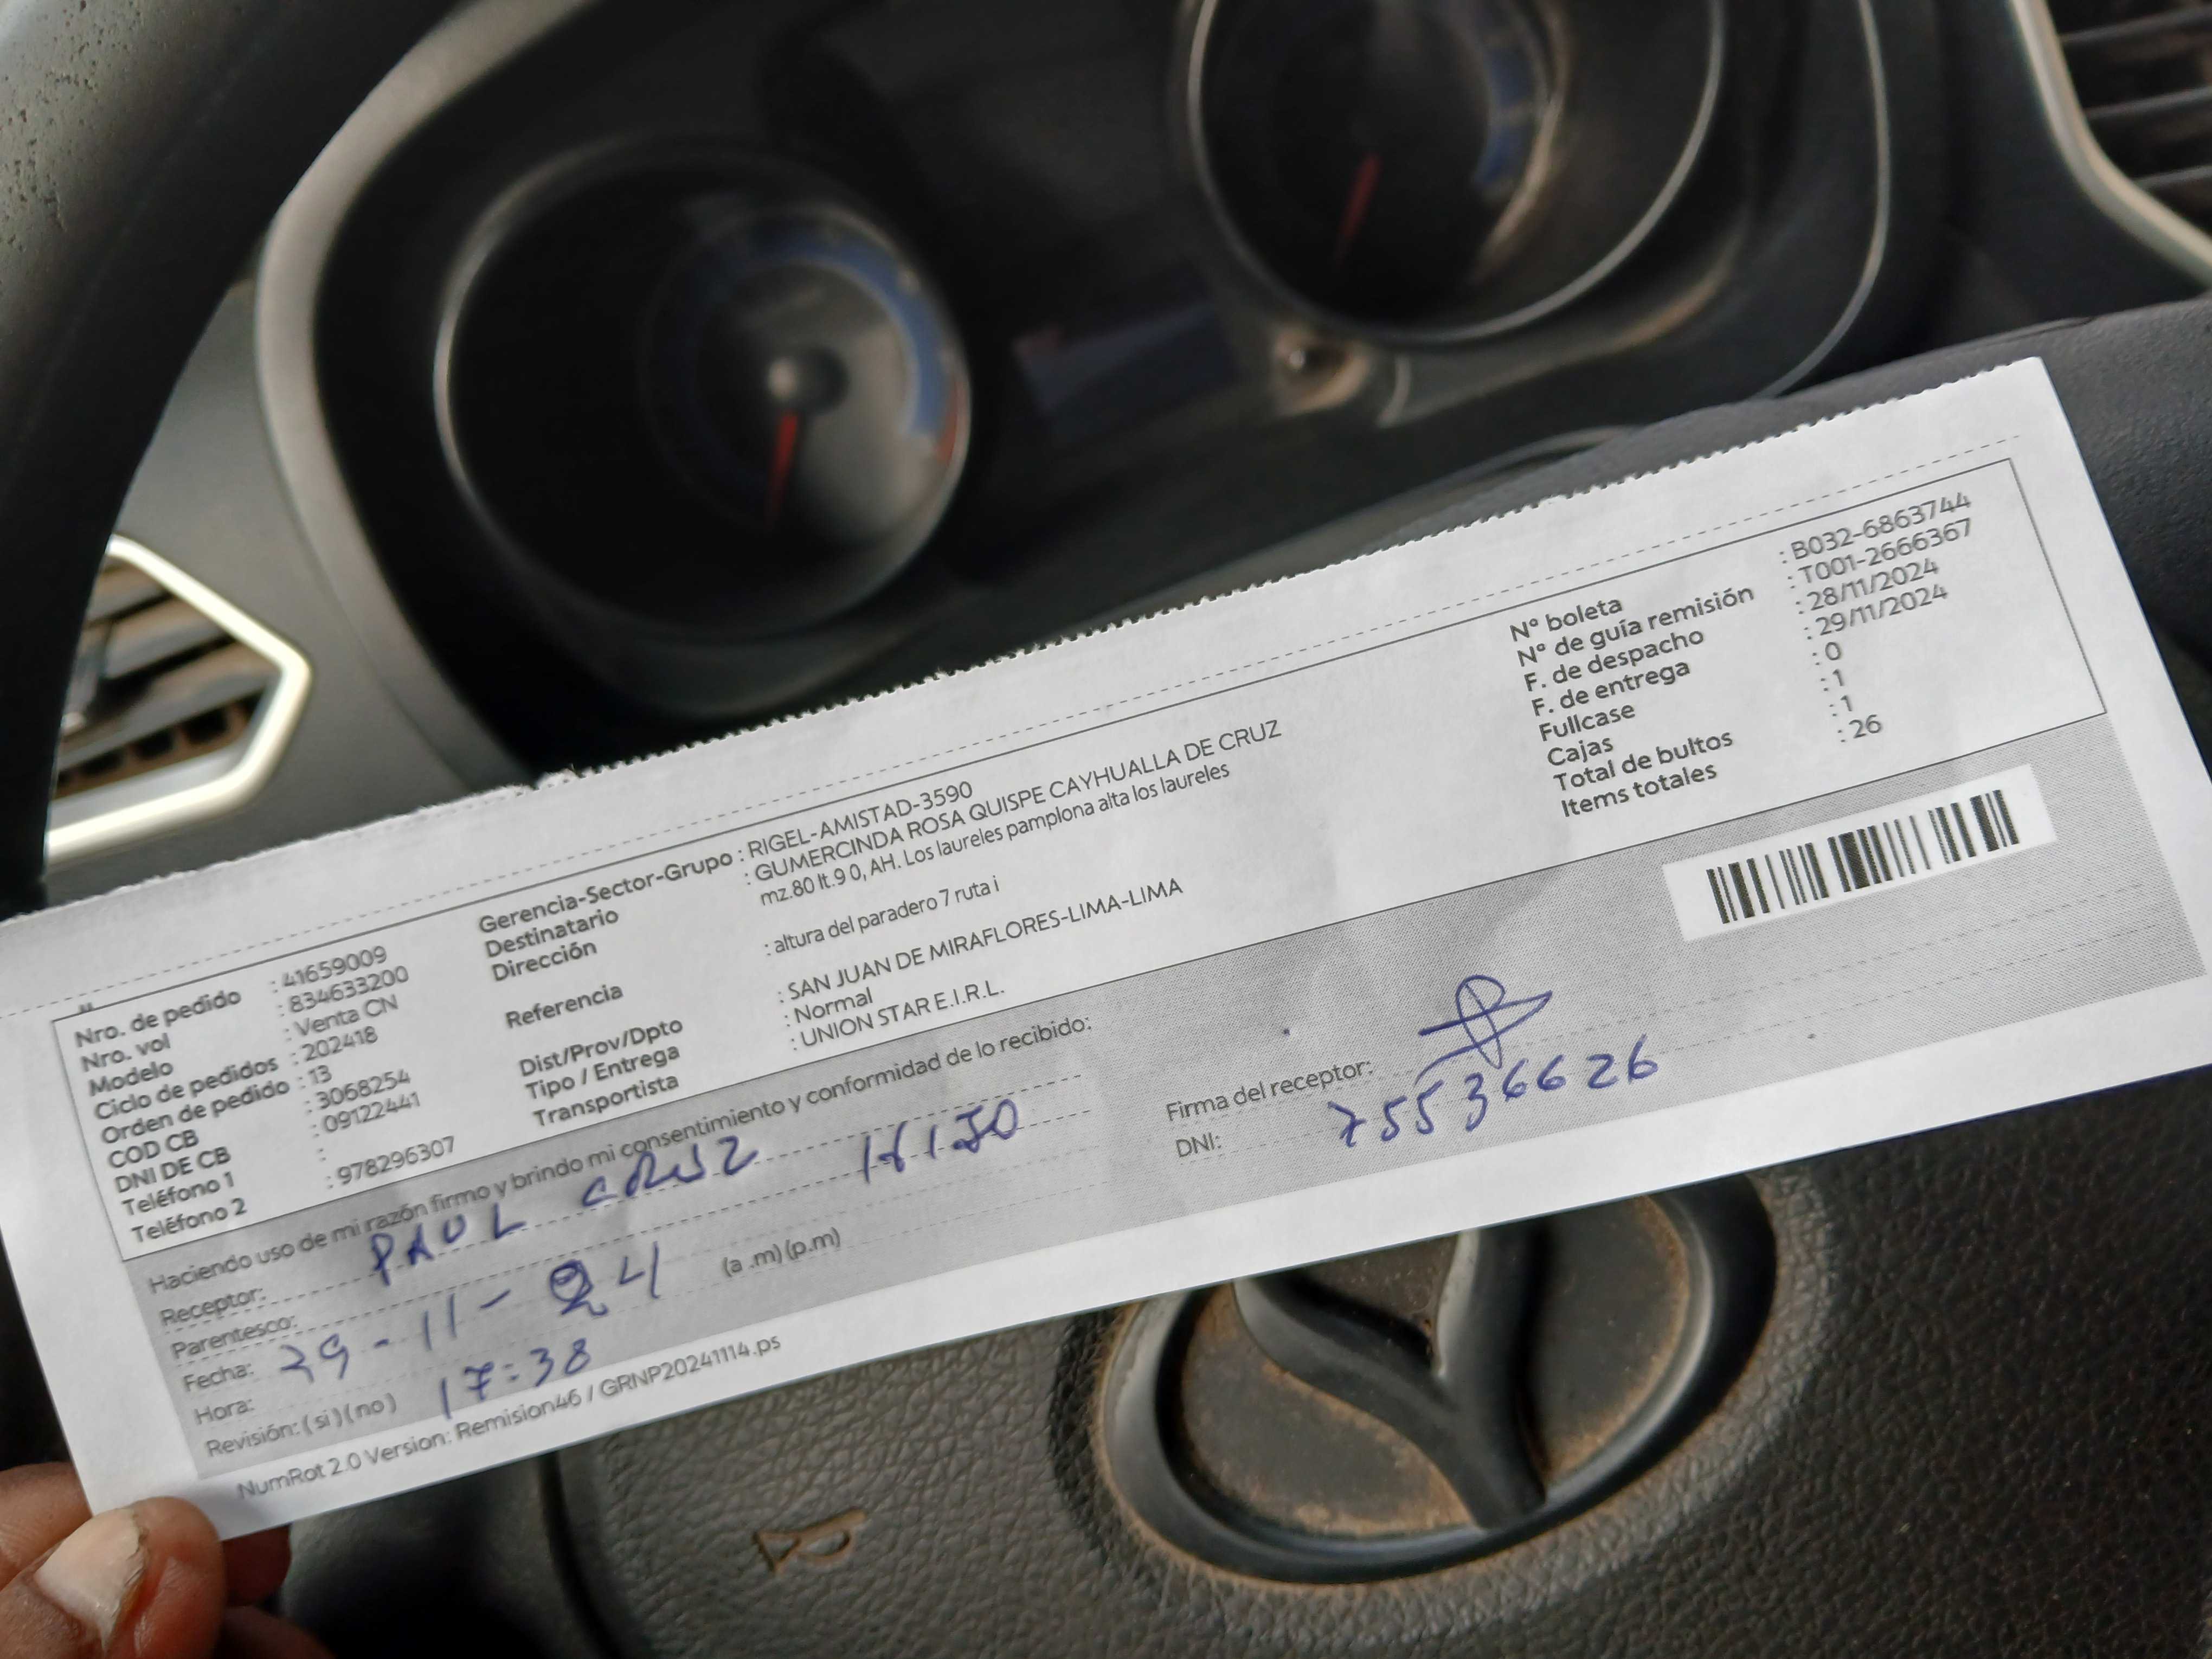 Nro. de pedido : 41659009
Nro. vol : 834633200
Modelo : Venta CN
Ciclo de pedidos : 202418
Orden de pedido : 13
COD CB : 3068254
DNI DE CB : 09122441
Teléfono 1 :
Teléfono 2 : 978296307
Gerencia-Sector-Grupo : RIGEL-AMISTAD-3590
Destinatario : GUMERCINDA ROSA QUISPE CAYHUALLA DE CRUZ
Dirección mz.80 lt.9 0, AH. Los laureles pamplona alta los laureles
Referencia : altura del paradero 7 ruta i
Dist/Prov/Dpto : SAN JUAN DE MIRAFLORES-LIMA-LIMA
Tipo / Entrega : Normal
Transportista : UNION STAR E.I.R.L.
N° boleta : B032-6863744
N° de guía remisión : T001-2666367
F. de despacho : 28/11/2024
F. de entrega : 29/11/2024
Fullcase : 0
Cajas : 1
Total de bultos : 1
Items totales : 26
Haciendo uso de mi razón firmo y brindo mi consentimiento y conformidad de lo recibido:
Receptor: PAUL CRUZ HIJO
Parentesco:
Fecha: 29-11-24 (a .m) (p.m)
Hora: 17:38
Revisión: ( si ) ( no )
Firma del receptor:
DNI: 75536626
NumRot 2.0 Version: Remision46 / GRNP20241114.ps